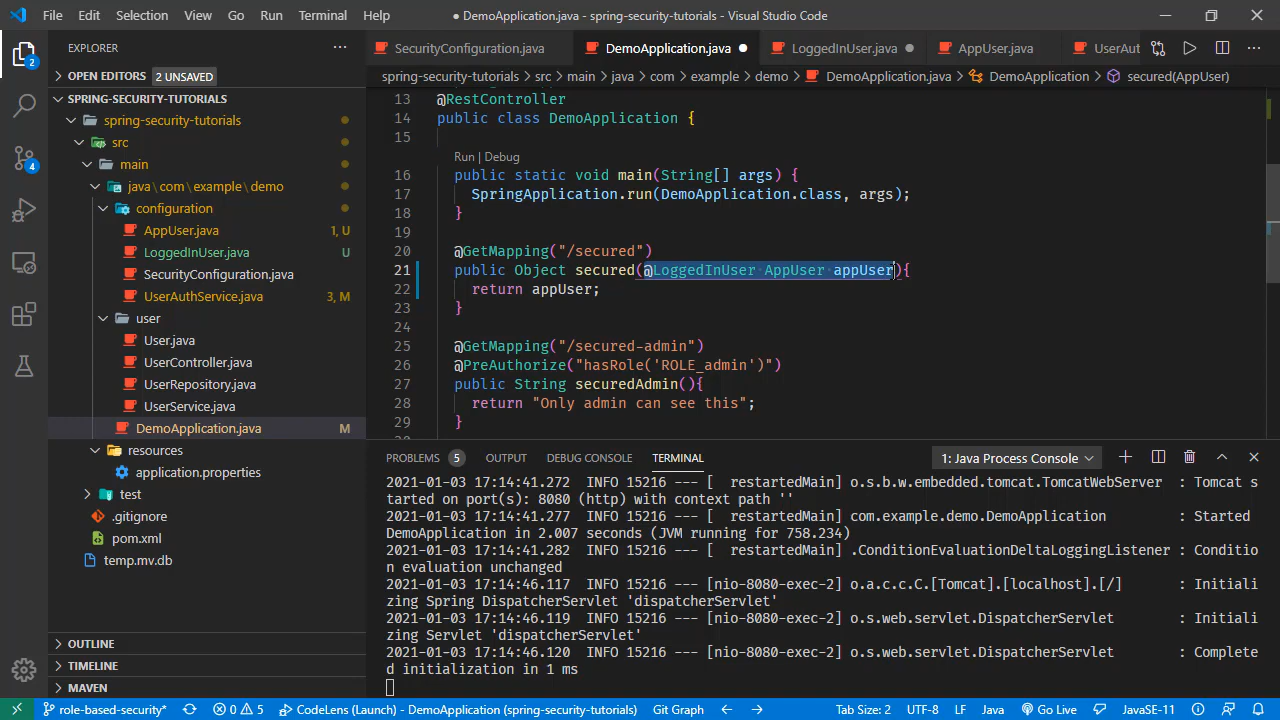 File Edit Selection View Go Run Terminal Help
● DemoApplication.java - spring-security-tutorials - Visual Studio Code
EXPLORER
OPEN EDITORS 2 UNSAVED
SPRING-SECURITY-TUTORIALS
spring-security-tutorials
src
main
java\com\example\demo
configuration
AppUser.java 1, U
LoggedInUser.java U
SecurityConfiguration.java
UserAuthService.java 3, M
user
User.java
UserController.java
UserRepository.java
UserService.java
DemoApplication.java M
resources
application.properties
test
.gitignore
pom.xml
temp.mv.db
OUTLINE
TIMELINE
MAVEN
2
4
SecurityConfiguration.java DemoApplication.java ● LoggedInUser.java ● AppUser.java UserAut
spring-security-tutorials > src > main > java > com > example > demo > DemoApplication.java > DemoApplication > secured(AppUser)
13 @RestController
14 public class DemoApplication {
15
Run | Debug
16 public static void main(String[] args) {
17 SpringApplication.run(DemoApplication.class, args);
18 }
19
20 @GetMapping("/secured")
21 public Object secured(@LoggedInUser AppUser appUser){
22 return appUser;
23 }
24
25 @GetMapping("/secured-admin")
26 @PreAuthorize("hasRole('ROLE_admin')")
27 public String securedAdmin(){
28 return "Only admin can see this";
29 }
PROBLEMS 5 OUTPUT DEBUG CONSOLE TERMINAL 1: Java Process Console
2021-01-03 17:14:41.272 INFO 15216 --- [ restartedMain] o.s.b.w.embedded.tomcat.TomcatWebServer : Tomcat s
tarted on port(s): 8080 (http) with context path ''
2021-01-03 17:14:41.277 INFO 15216 --- [ restartedMain] com.example.demo.DemoApplication : Started
DemoApplication in 2.007 seconds (JVM running for 758.234)
2021-01-03 17:14:41.282 INFO 15216 --- [ restartedMain] .ConditionEvaluationDeltaLoggingListener : Conditio
n evaluation unchanged
2021-01-03 17:14:46.117 INFO 15216 --- [nio-8080-exec-2] o.a.c.c.C.[Tomcat].[localhost].[/] : Initiali
zing Spring DispatcherServlet 'dispatcherServlet'
2021-01-03 17:14:46.119 INFO 15216 --- [nio-8080-exec-2] o.s.web.servlet.DispatcherServlet : Initiali
zing Servlet 'dispatcherServlet'
2021-01-03 17:14:46.120 INFO 15216 --- [nio-8080-exec-2] o.s.web.servlet.DispatcherServlet : Complete
d initialization in 1 ms
role-based-security* 0 5 CodeLens (Launch) - DemoApplication (spring-security-tutorials) Git Graph Tab Size: 2 UTF-8 LF Java Go Live JavaSE-11